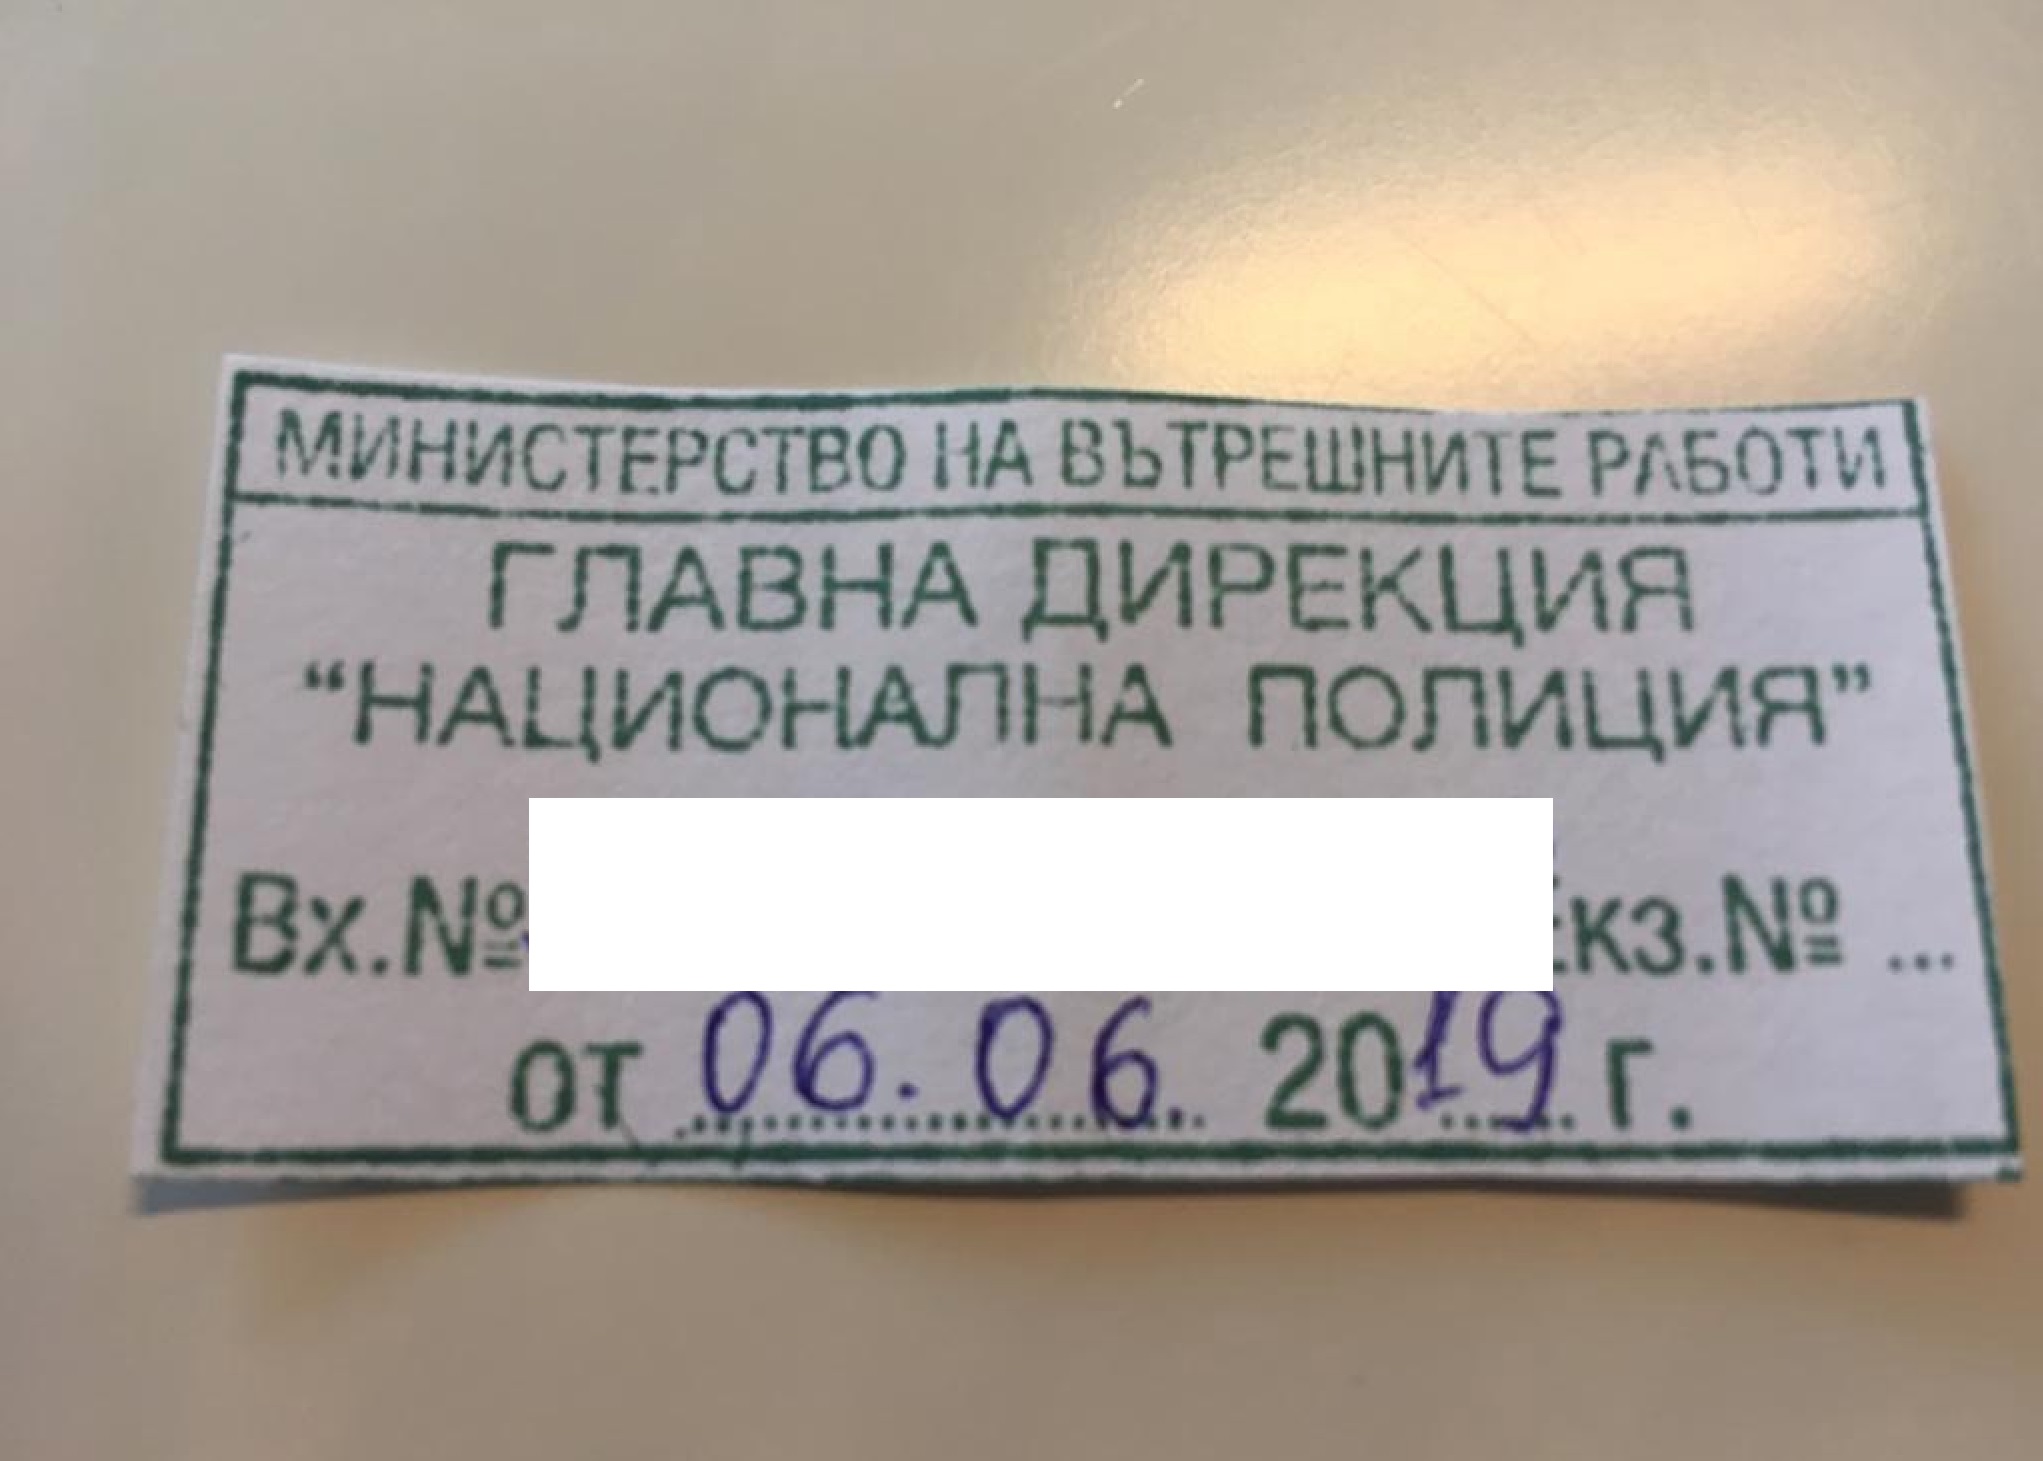 МИНИСТЕРСТВО НА ВЪТРЕШНИТЕ РАБОТИ
ГЛАВНА ДИРЕКЦИЯ
“НАЦИОНАЛНА ПОЛИЦИЯ”
Вх.№ Екз.№ ...
от 06.06. 2019 г.